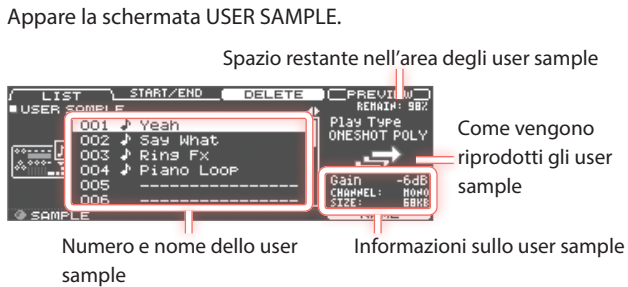 Appare la schermata USER SAMPLE.
Spazio restante nell'area degli user sample
LIST START/END DELETE PREVIEW
USER SAMPLE REMAIN: 98%
001 ♪ Yeah
002 ♪ Say What
003 ♪ Ring Fx
004 ♪ Piano Loop
005 ----------------
006 ----------------
SAMPLE
Play Type
ONESHOT POLY
Gain -6dB
CHANNEL: MONO
SIZE: 68KB
NAME
Come vengono
riprodotti gli user
sample
Numero e nome dello user
sample
Informazioni sullo user sample